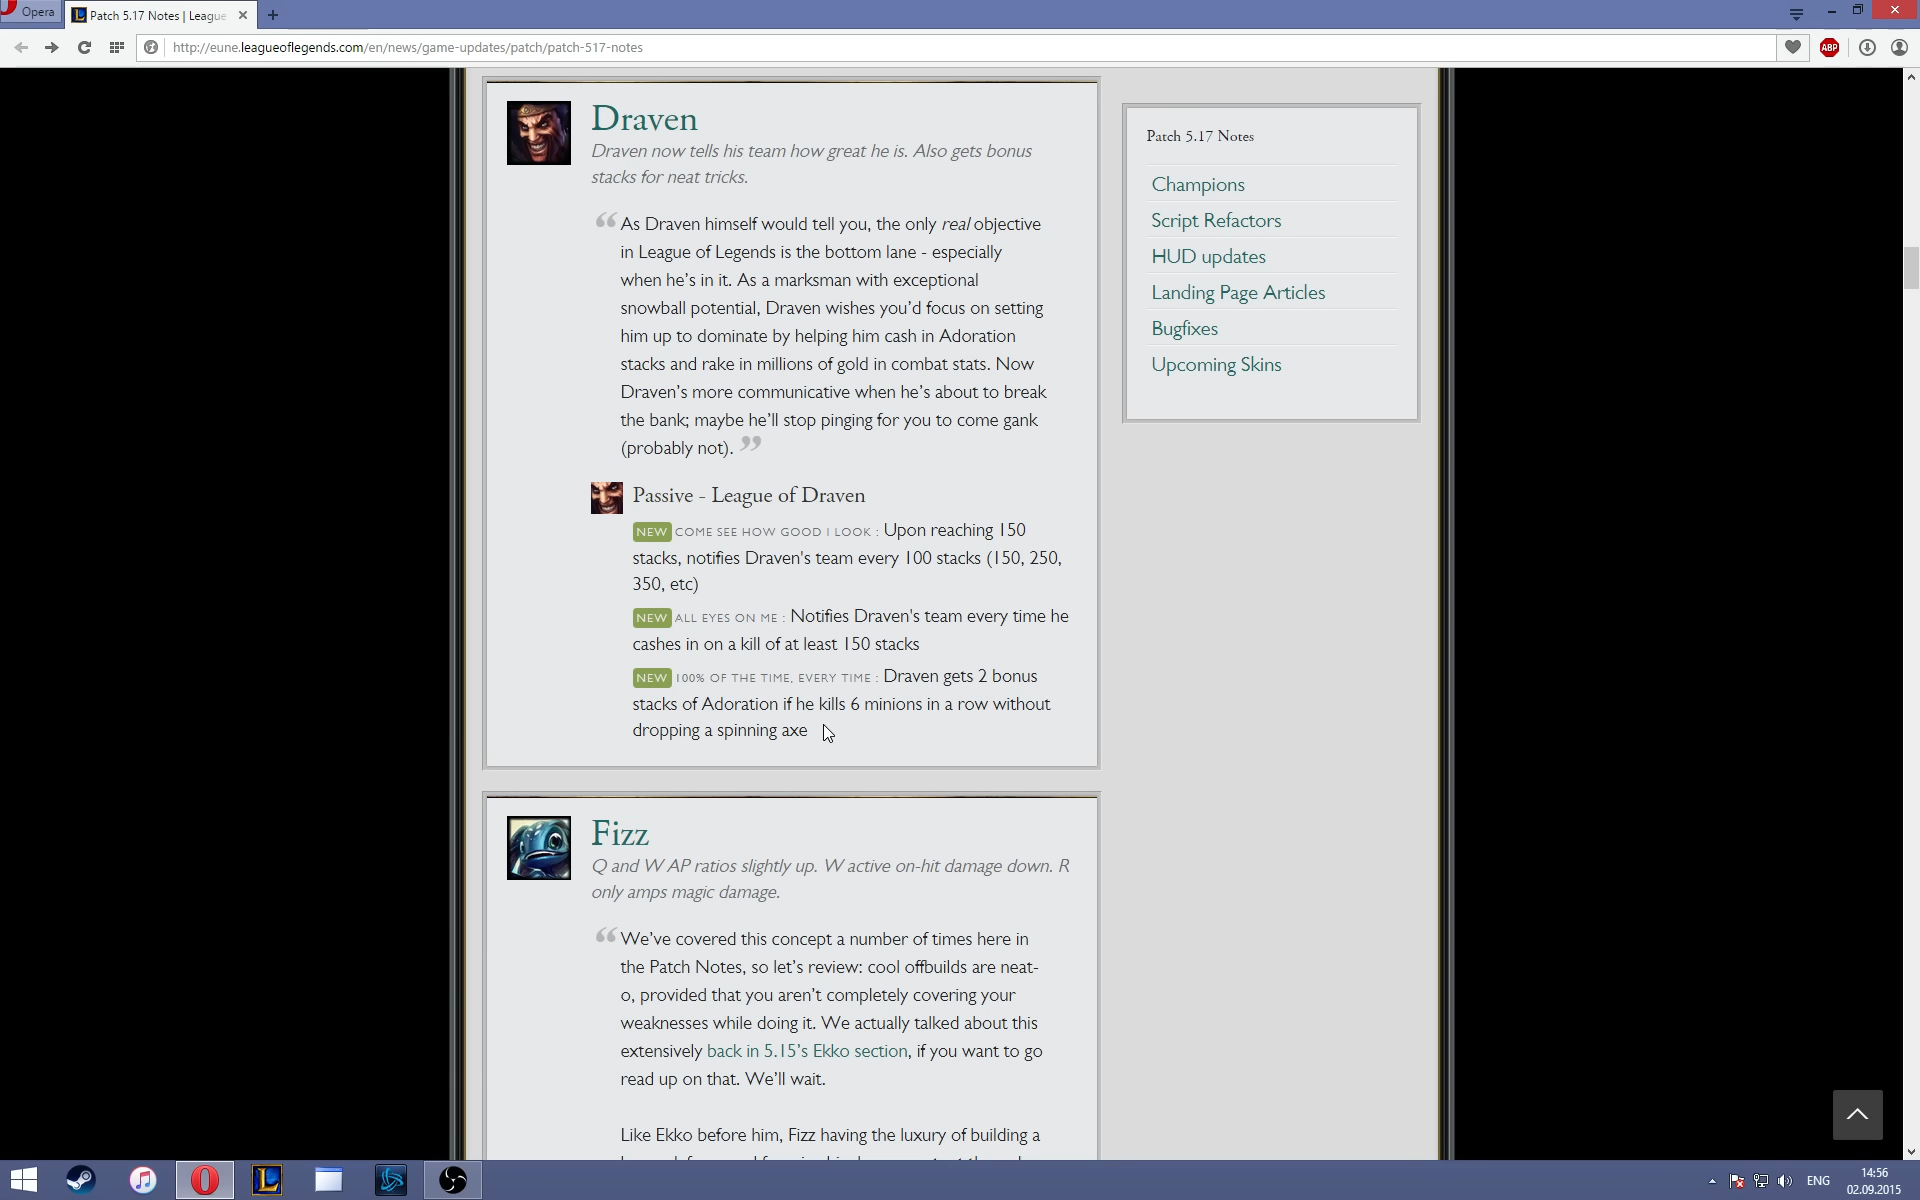 Opera
Patch 5.17 Notes | League
http://eune.leagueoflegends.com/en/news/game-updates/patch/patch-517-notes
ABP
Draven
Draven now tells his team how great he is. Also gets bonus
stacks for neat tricks.
“ As Draven himself would tell you, the only real objective
in League of Legends is the bottom lane - especially
when he’s in it. As a marksman with exceptional
snowball potential, Draven wishes you’d focus on setting
him up to dominate by helping him cash in Adoration
stacks and rake in millions of gold in combat stats. Now
Draven’s more communicative when he’s about to break
the bank; maybe he’ll stop pinging for you to come gank
(probably not). ”
Passive - League of Draven
NEW COME SEE HOW GOOD I LOOK : Upon reaching 150
stacks, notifies Draven's team every 100 stacks (150, 250,
350, etc)
NEW ALL EYES ON ME : Notifies Draven's team every time he
cashes in on a kill of at least 150 stacks
NEW 100% OF THE TIME, EVERY TIME : Draven gets 2 bonus
stacks of Adoration if he kills 6 minions in a row without
dropping a spinning axe
Fizz
Q and W AP ratios slightly up. W active on-hit damage down. R
only amps magic damage.
“ We’ve covered this concept a number of times here in
the Patch Notes, so let’s review: cool offbuilds are neat-
o, provided that you aren’t completely covering your
weaknesses while doing it. We actually talked about this
extensively back in 5.15’s Ekko section, if you want to go
read up on that. We’ll wait.
Like Ekko before him, Fizz having the luxury of building a
Patch 5.17 Notes
Champions
Script Refactors
HUD updates
Landing Page Articles
Bugfixes
Upcoming Skins
ENG
14:56
02.09.2015